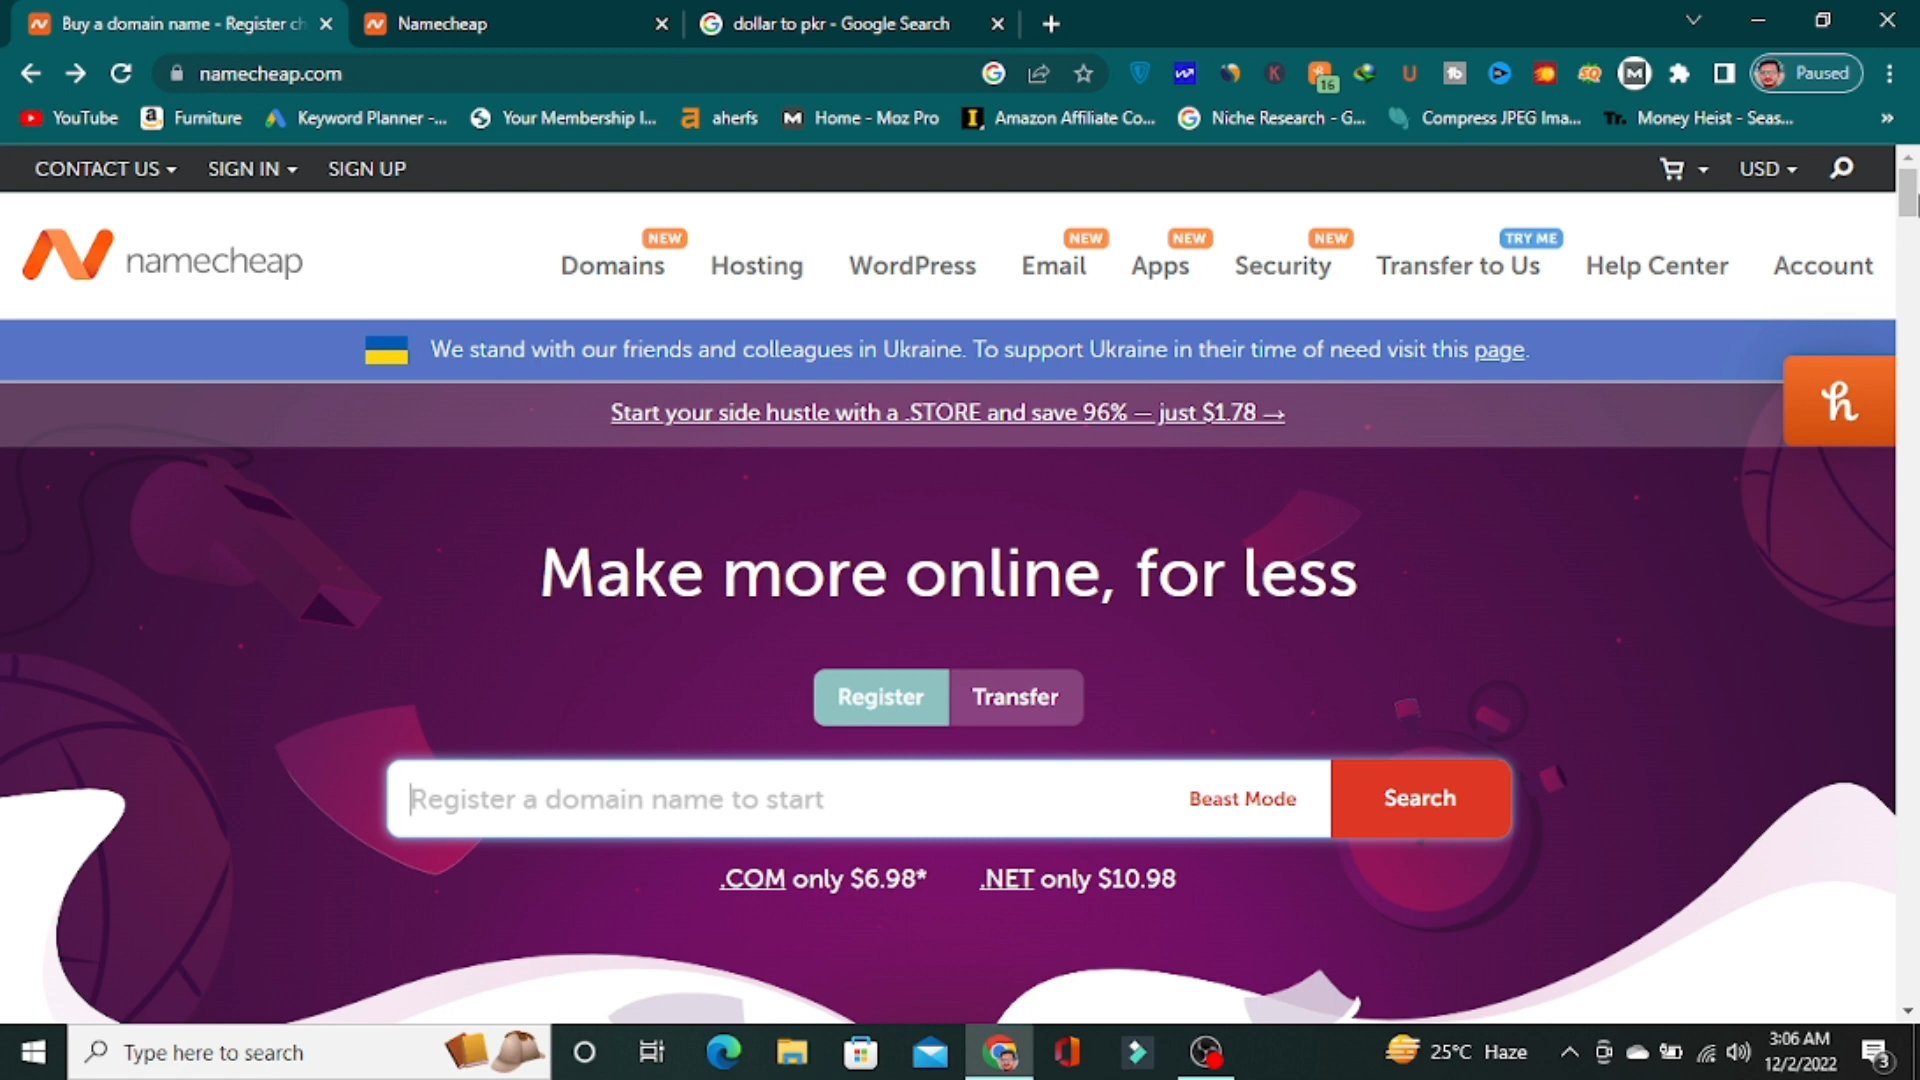 Buy a domain name - Register ch
Namecheap
dollar to pkr - Google Search
namecheap.com
16
Paused
YouTube
Furniture
Keyword Planner -...
Your Membership I...
aherfs
Home - Moz Pro
Amazon Affiliate Co...
Niche Research - G...
Compress JPEG Ima...
Money Heist - Seas...
CONTACT US
SIGN IN
SIGN UP
USD
namecheap
NEW
Domains
Hosting
WordPress
NEW
Email
NEW
Apps
NEW
Security
TRY ME
Transfer to Us
Help Center
Account
We stand with our friends and colleagues in Ukraine. To support Ukraine in their time of need visit this page.
Start your side hustle with a .STORE and save 96% — just $1.78 →
Make more online, for less
Register
Transfer
Register a domain name to start
Beast Mode
Search
.COM only $6.98*
.NET only $10.98
Type here to search
25°C Haze
3:06 AM
12/2/2022
3